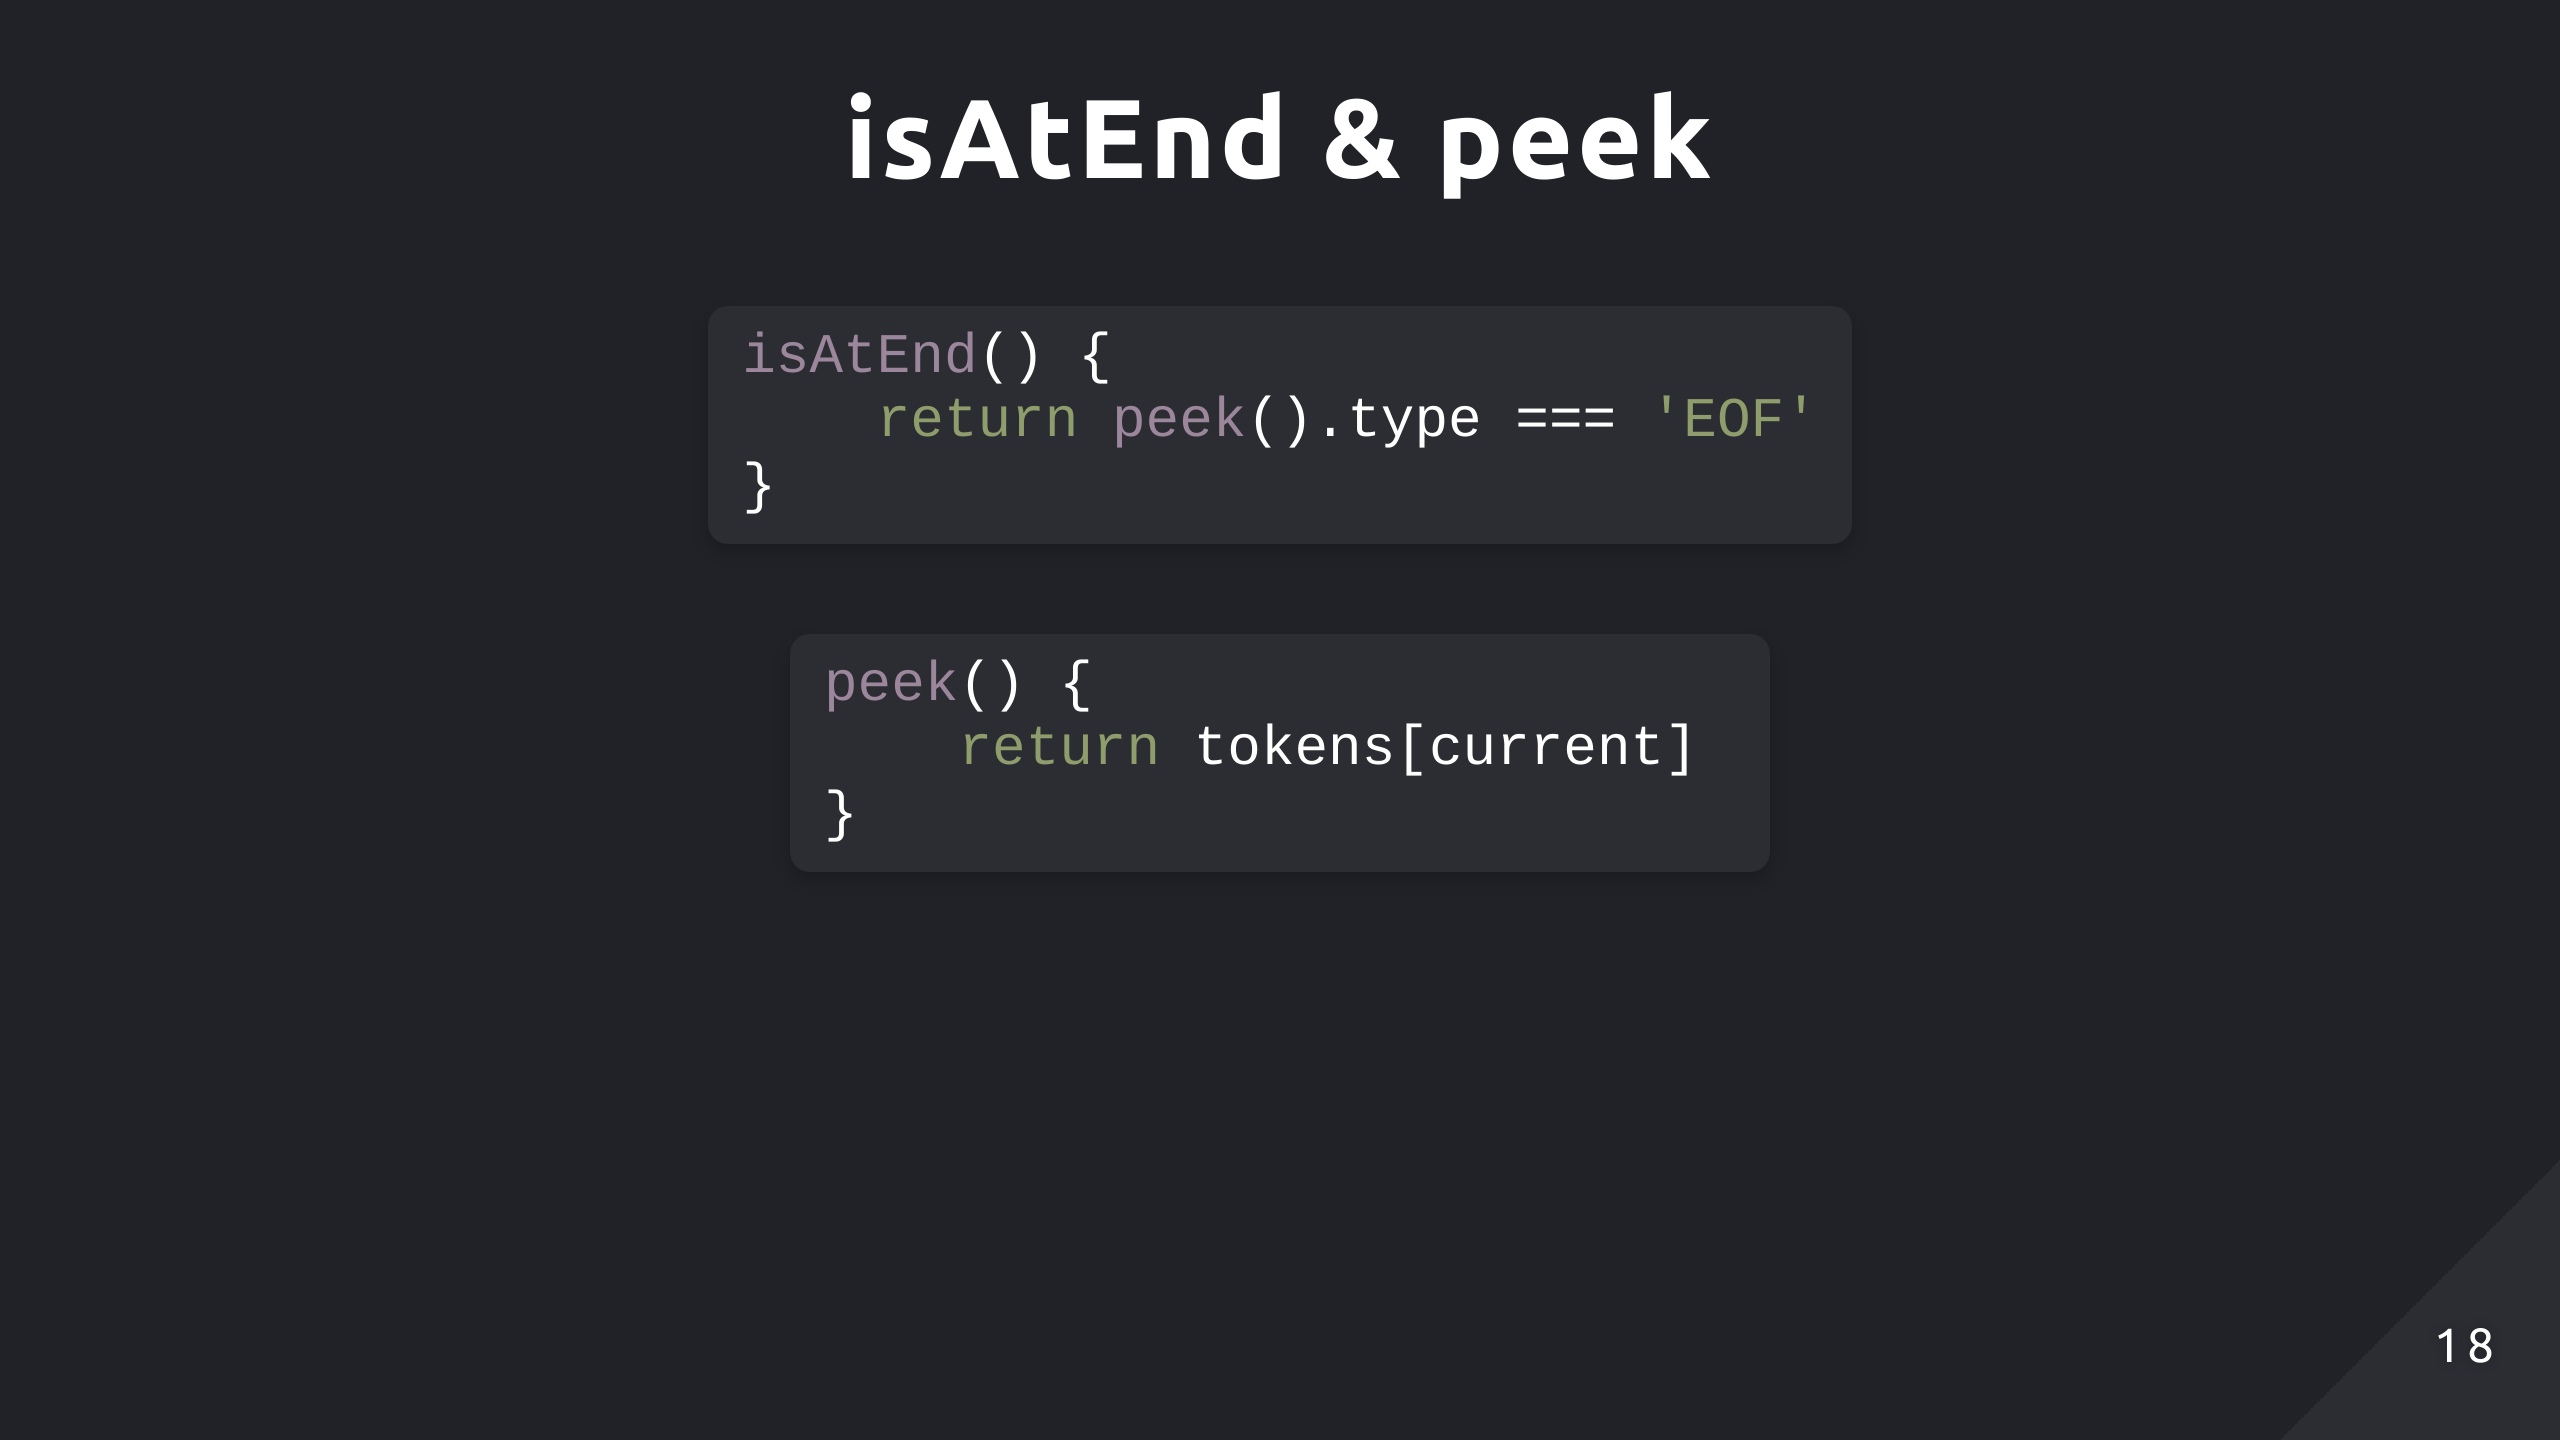 isAtEnd & peek
isAtEnd() {
    return peek().type === 'EOF'
}
peek() {
    return tokens[current]
}
18